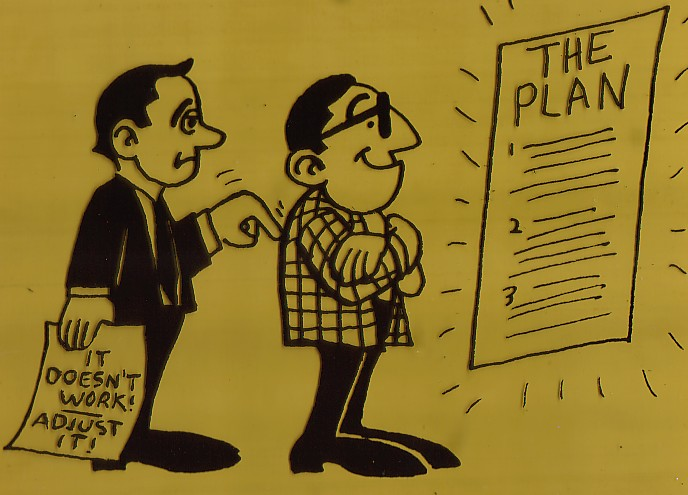 THE
PLAN
1
2
3
IT
DOESN'T
WORK!
ADJUST
IT!